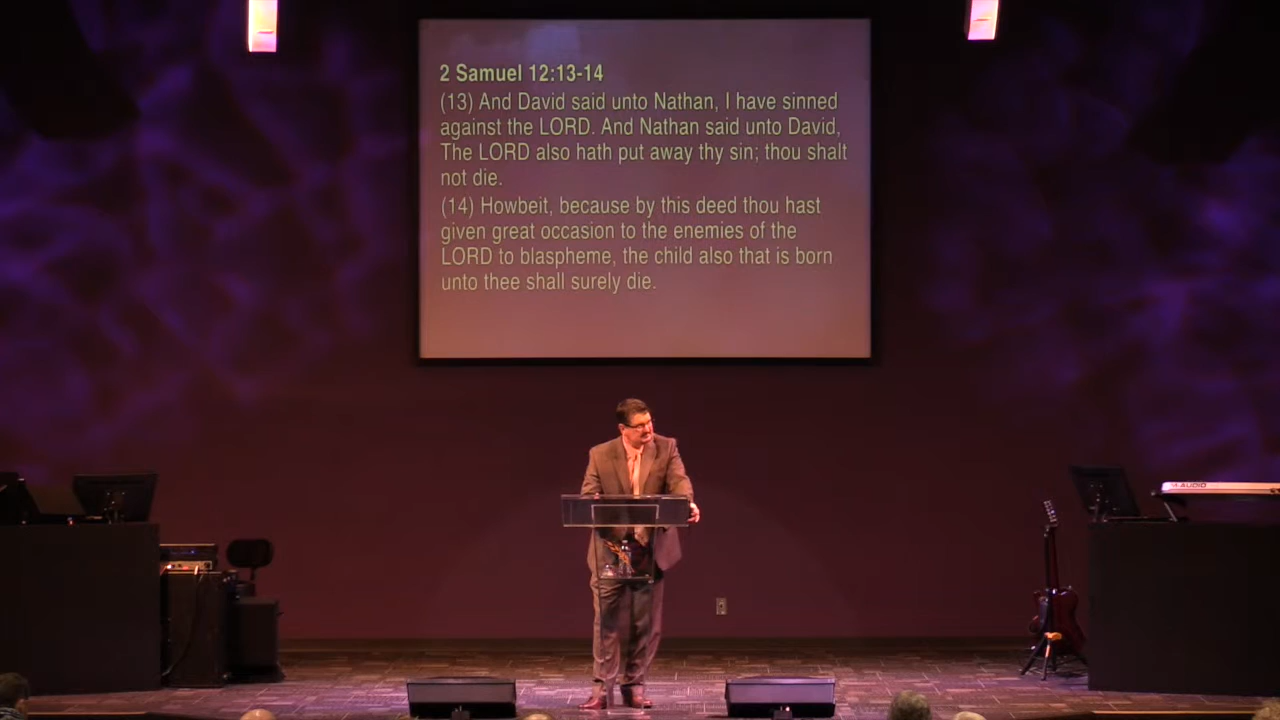 2 Samuel 12:13-14
(13) And David said unto Nathan, I have sinned
against the LORD. And Nathan said unto David,
The LORD also hath put away thy sin; thou shalt
not die.
(14) Howbeit, because by this deed thou hast
given great occasion to the enemies of the
LORD to blaspheme, the child also that is born
unto thee shall surely die.
M-AUDIO